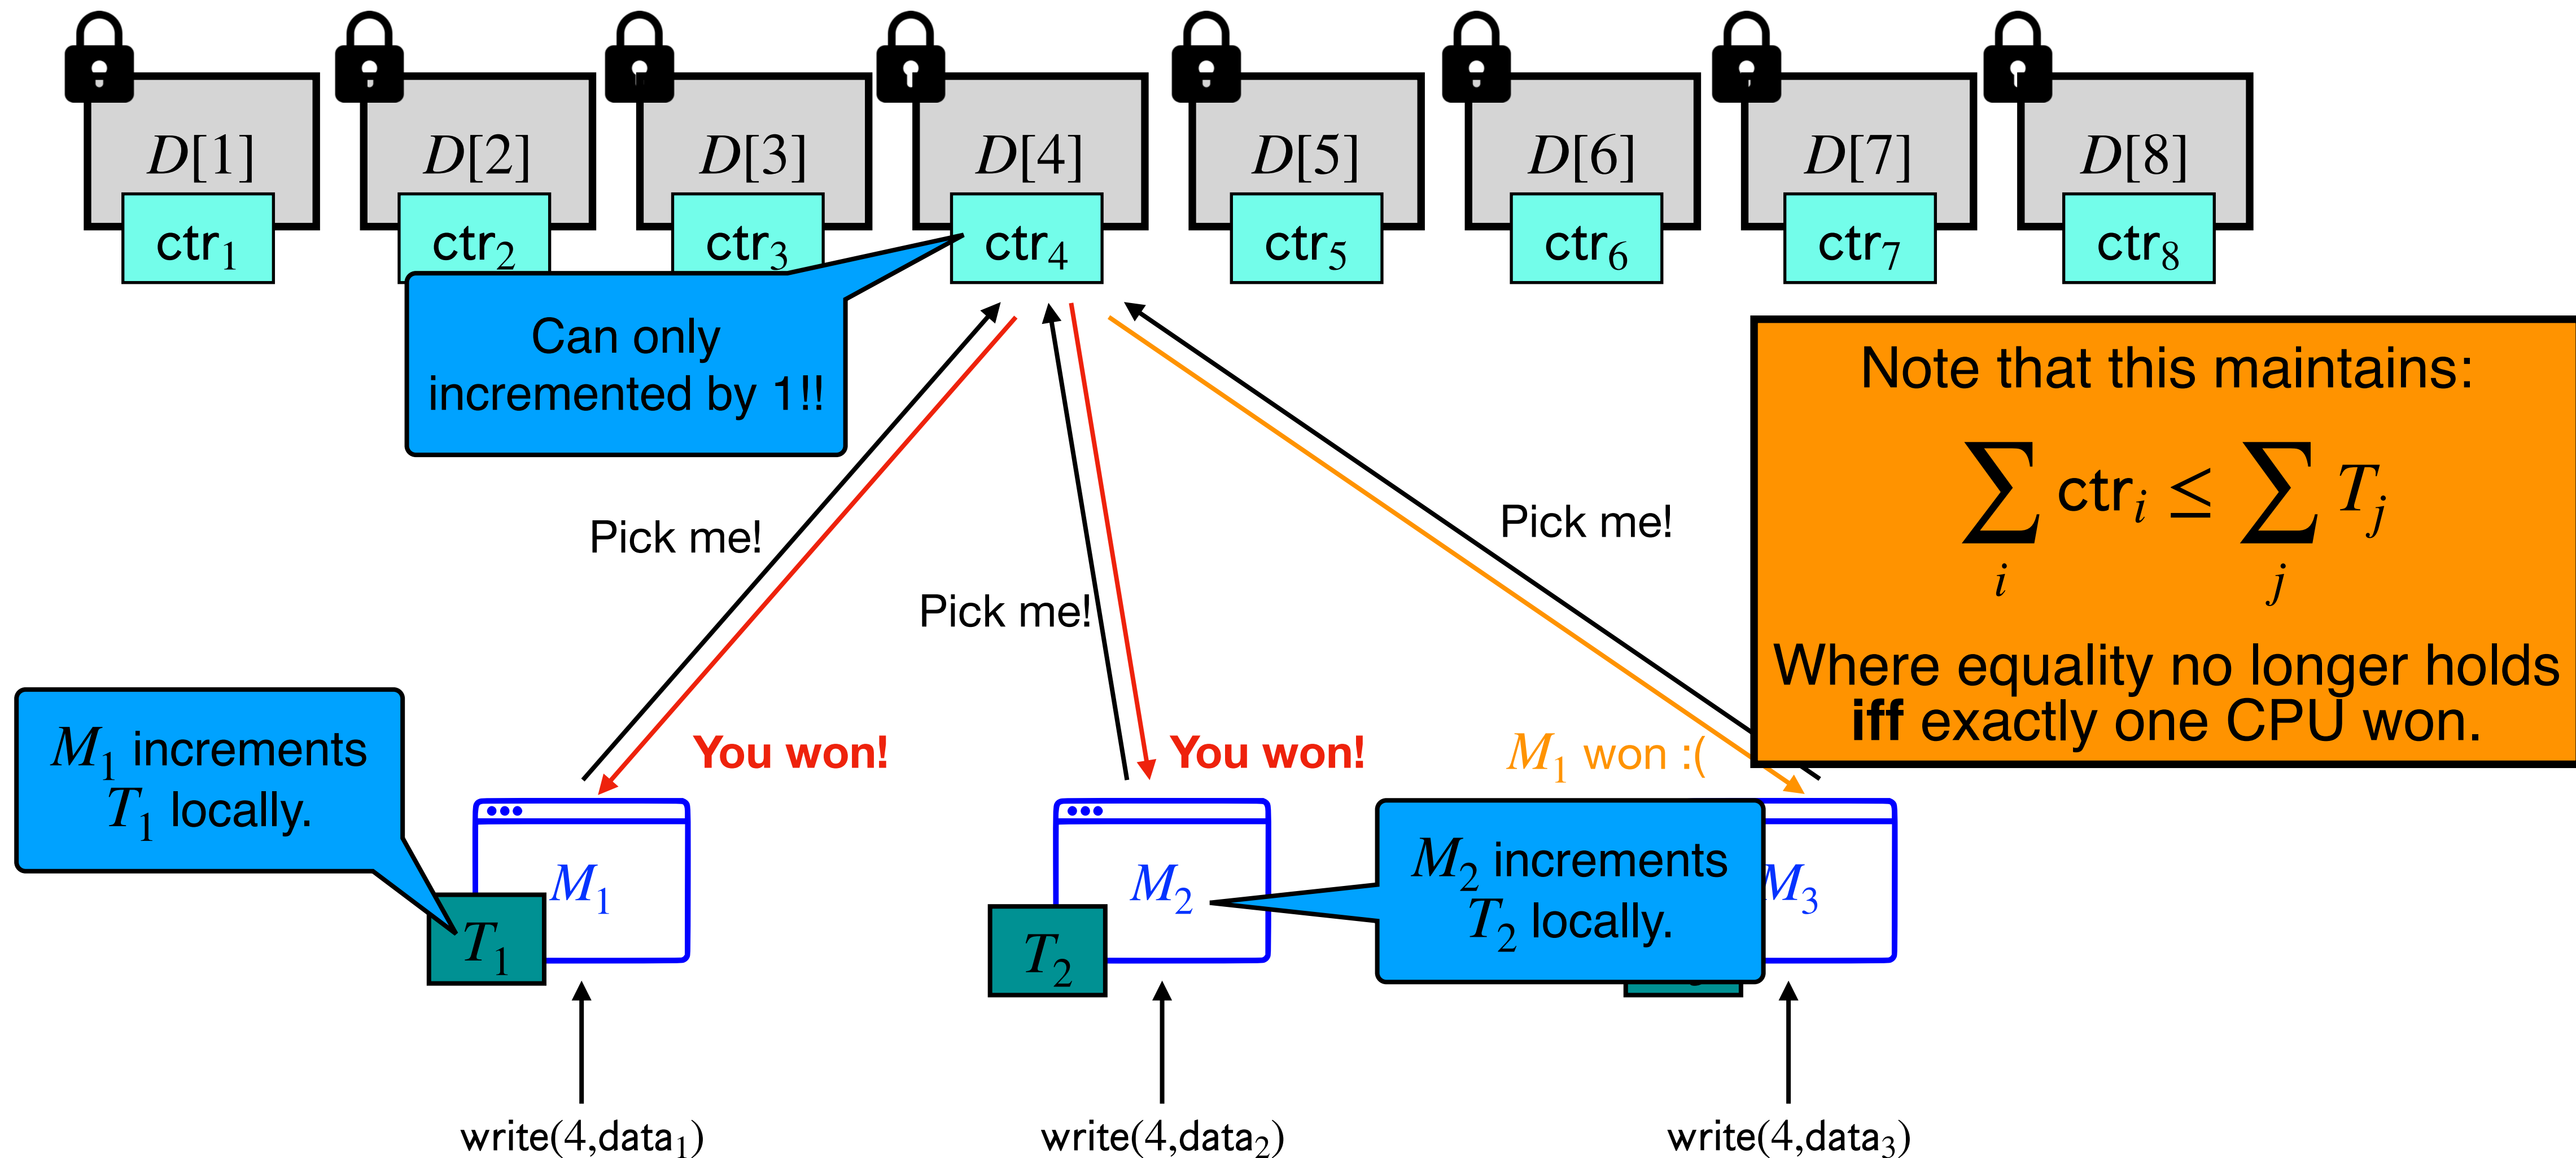 D[1] D[2] D[3] D[4] D[5] D[6] D[7] D[8]
ctr₁ ctr₂ ctr₃ ctr₄ ctr₅ ctr₆ ctr₇ ctr₈
Can only
incremented by 1!!
Note that this maintains:
∑ᵢ ctrᵢ ≤ ∑ⱼ Tⱼ
Where equality no longer holds
iff exactly one CPU won.
Pick me!
Pick me!
Pick me!
You won!
You won!
M₁ won :(
M₁ increments
T₁ locally.
M₁
T₁
M₂
T₂
M₂ increments
T₂ locally.
M₃
write(4,data₁)
write(4,data₂)
write(4,data₃)